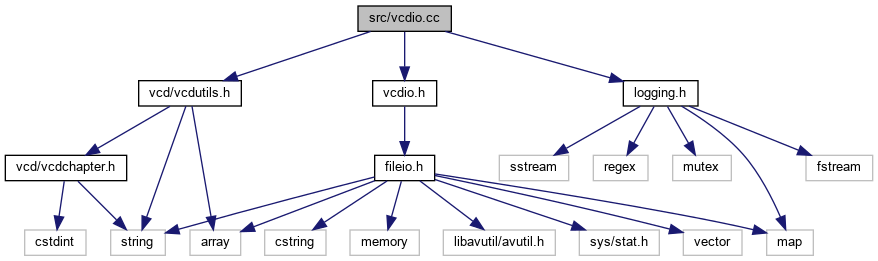 src/vcdio.cc
vcd/vcdutils.h
vcdio.h
logging.h
vcd/vcdchapter.h
fileio.h
sstream
regex
mutex
fstream
cstdint
string
array
cstring
memory
libavutil/avutil.h
sys/stat.h
vector
map